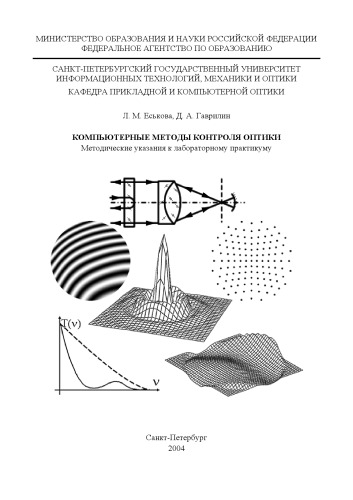 МИНИСТЕРСТВО ОБРАЗОВАНИЯ И НАУКИ РОССИЙСКОЙ ФЕДЕРАЦИИ
ФЕДЕРАЛЬНОЕ АГЕНТСТВО ПО ОБРАЗОВАНИЮ
САНКТ-ПЕТЕРБУРГСКИЙ ГОСУДАРСТВЕННЫЙ УНИВЕРСИТЕТ
ИНФОРМАЦИОННЫХ ТЕХНОЛОГИЙ, МЕХАНИКИ И ОПТИКИ
КАФЕДРА ПРИКЛАДНОЙ И КОМПЬЮТЕРНОЙ ОПТИКИ
Л. М. Еськова, Д. А. Гаврилин
КОМПЬЮТЕРНЫЕ МЕТОДЫ КОНТРОЛЯ ОПТИКИ
Методические указания к лабораторному практикуму
T(ν)
ν
Санкт-Петербург
2004